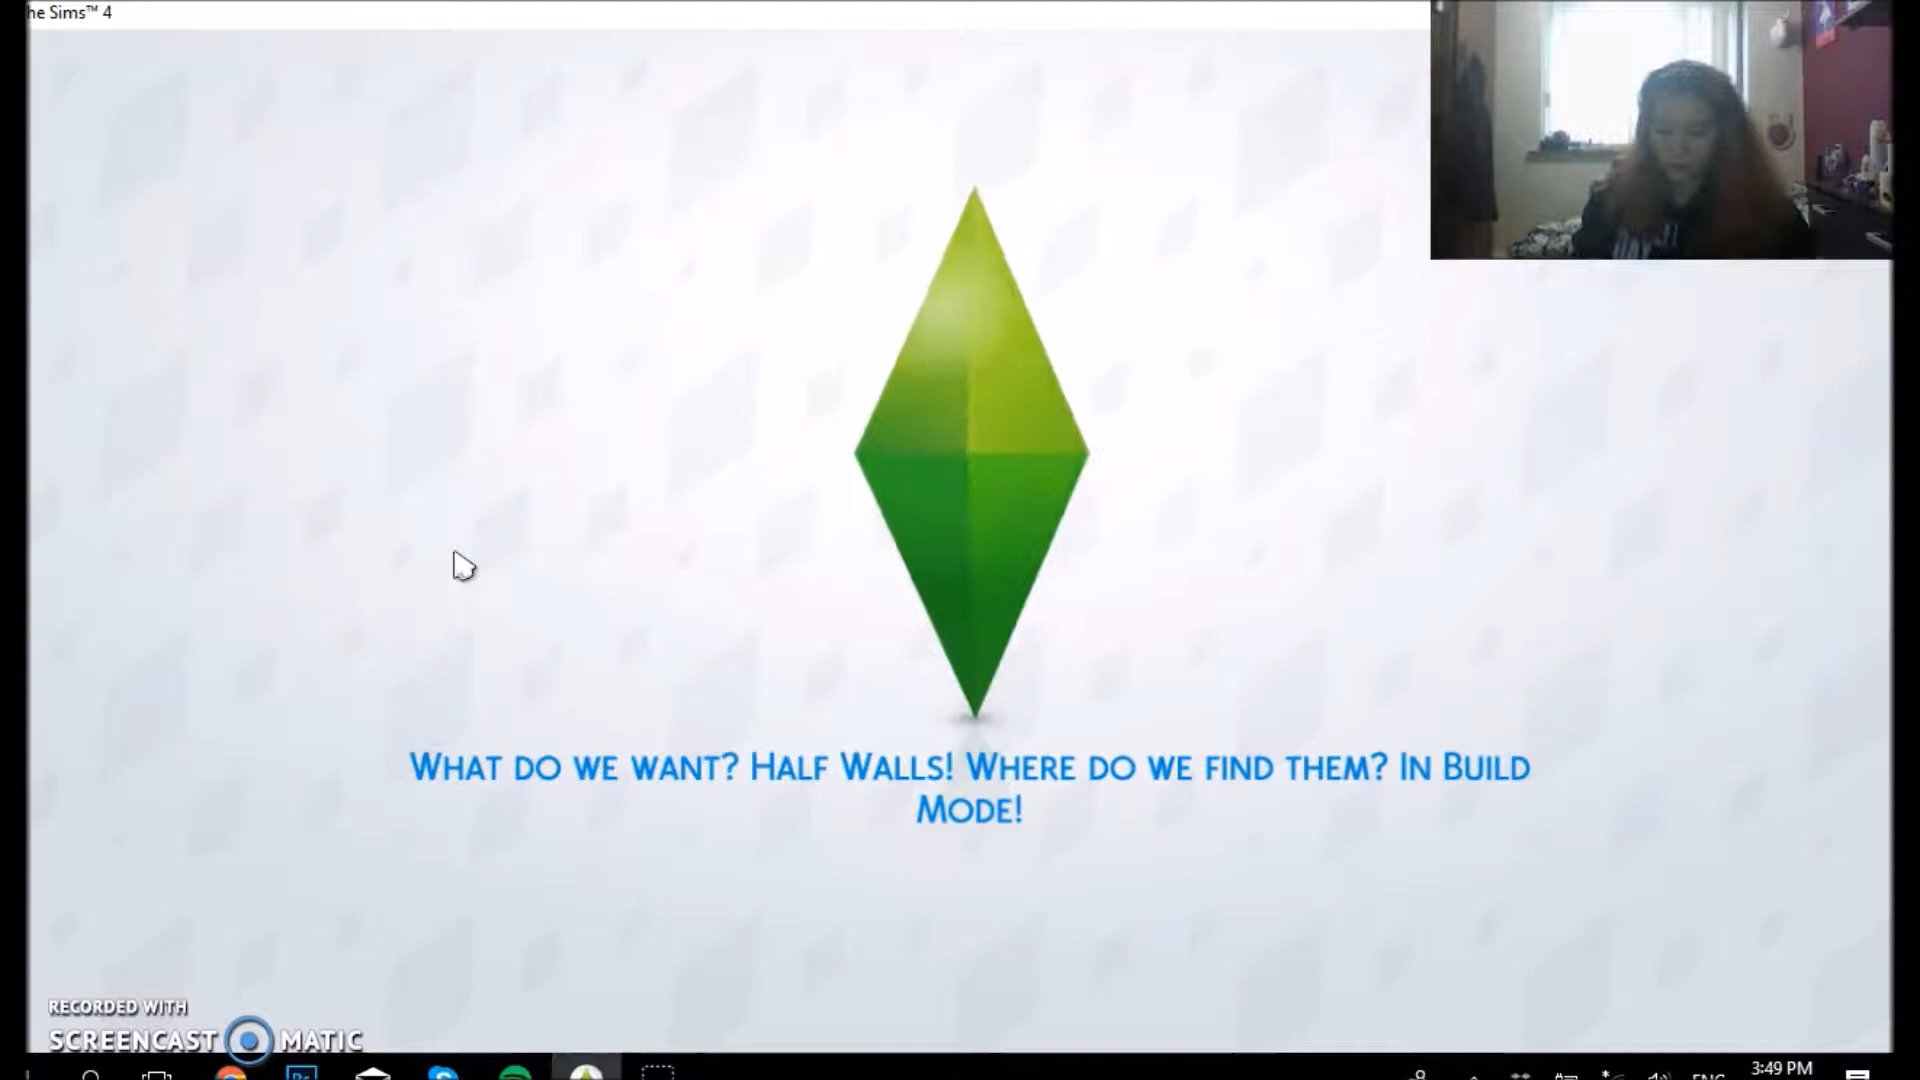 he Sims™ 4
What do we want? Half Walls! Where do we find them? In Build
Mode!
RECORDED WITH
SCREENCAST MATIC
3:49 PM